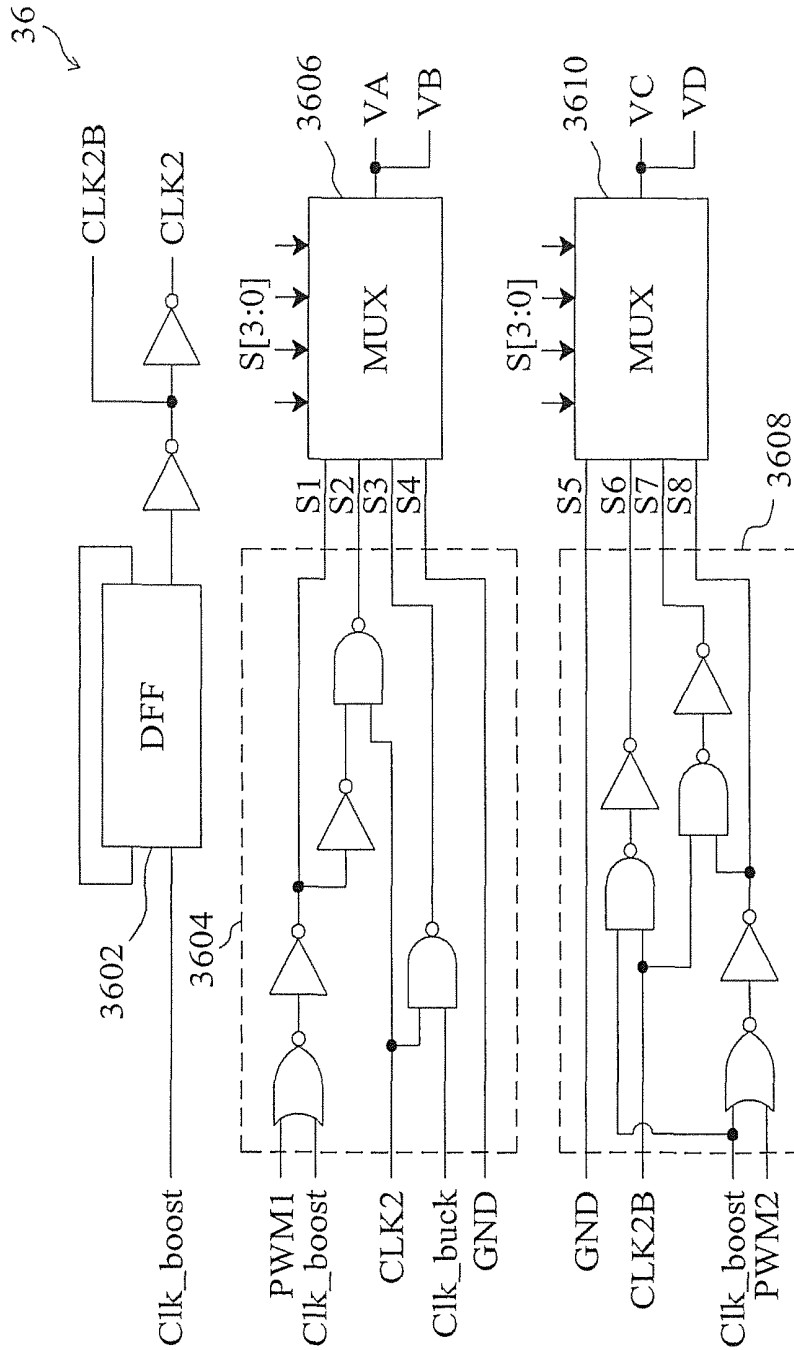 36
CLK2B
CLK2
DFF
3602
Clk_boost
3604
PWM1
Clk_boost
CLK2
Clk_buck
GND
S1
S2
S3
S4
S[3:0]
MUX
3606
VA
VB
GND
CLK2B
Clk_boost
PWM2
3608
S5
S6
S7
S8
S[3:0]
MUX
3610
VC
VD